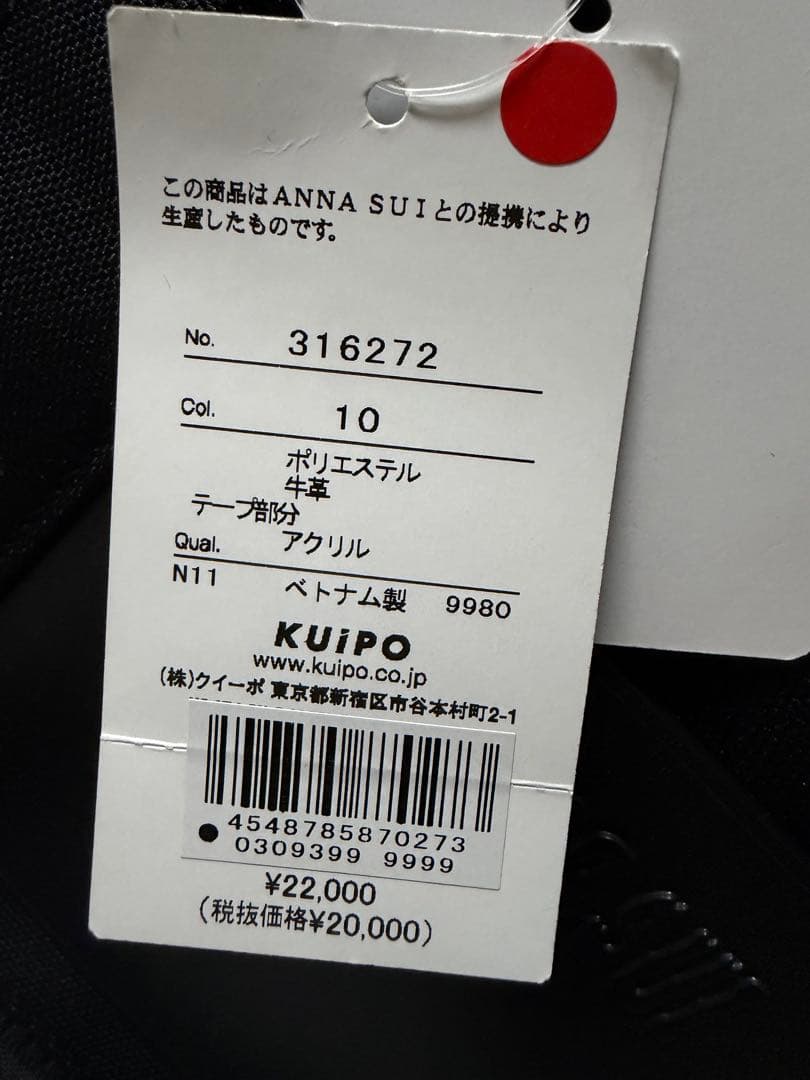 この商品はANNA SUIとの提携により
生産したものです。
No. 316272
Col. 10
ポリエステル
牛革
テープ部分
Qual. アクリル
N11 ベトナム製 9980
KUiPO
www.kuipo.co.jp
(株)クイーポ 東京都新宿区市谷本村町2-1
4548785870273
0309399 9999
¥22,000
(税抜価格¥20,000)